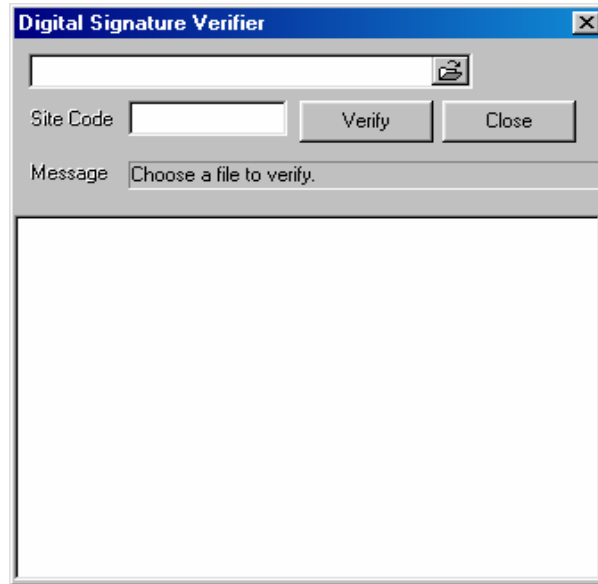 Digital Signature Verifier
Site Code
Verify
Close
Message
Choose a file to verify.